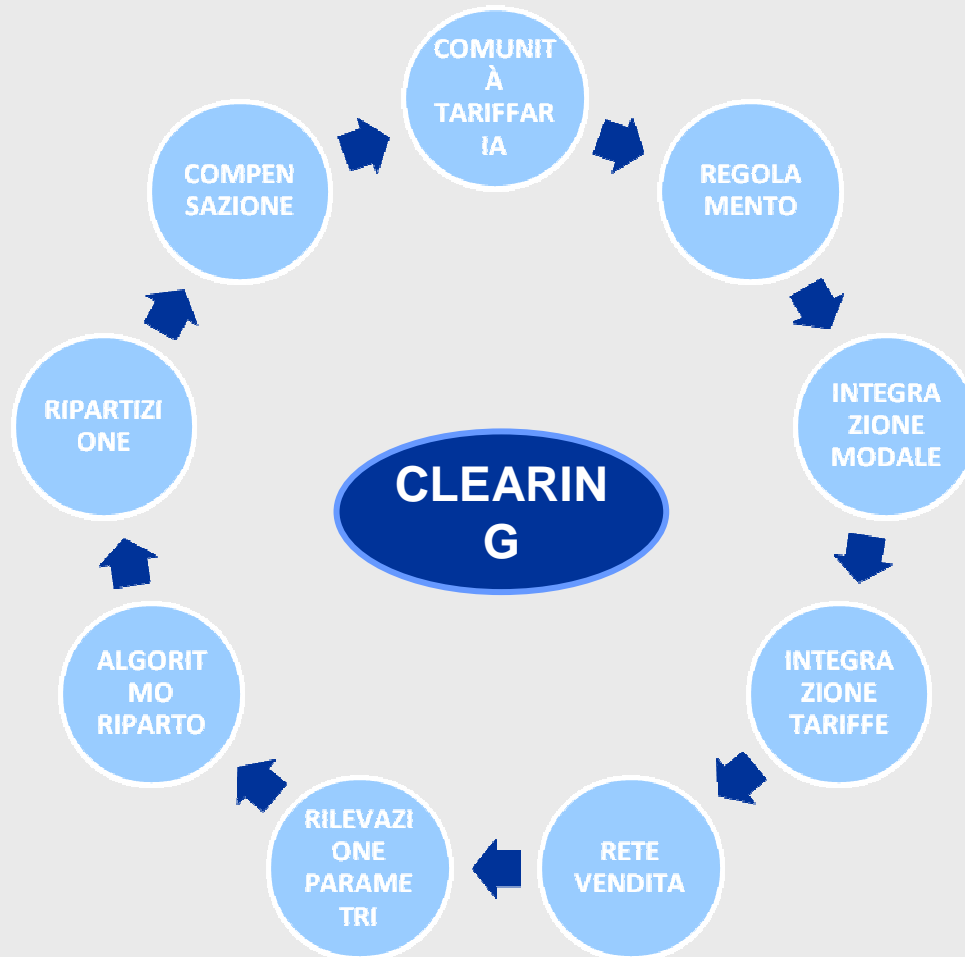 COMUNIT
À
TARIFFAR
IA
REGOLA
MENTO
INTEGRA
ZIONE
MODALE
INTEGRA
ZIONE
TARIFFE
RETE
VENDITA
RILEVAZI
ONE
PARAME
TRI
ALGORIT
MO
RIPARTO
RIPARTIZI
ONE
COMPEN
SAZIONE
CLEARIN
G